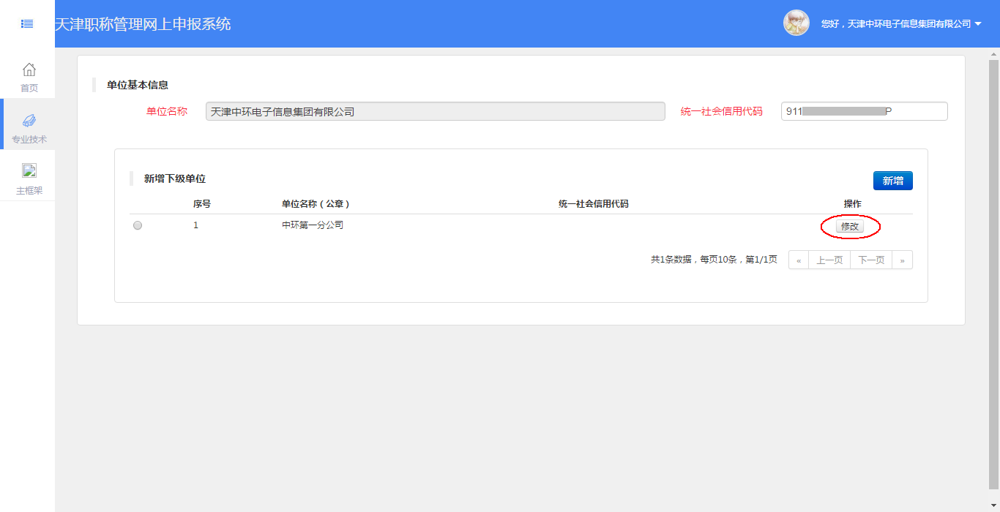 天津职称管理网上申报系统
您好，天津中环电子信息集团有限公司
首页
专业技术
主框架
单位基本信息
单位名称 天津中环电子信息集团有限公司 统一社会信用代码 911 P
新增下级单位
新增
序号 单位名称（公章） 统一社会信用代码 操作
1 中环第一分公司 修改
共1条数据，每页10条，第1/1页 « 上一页 下一页 »